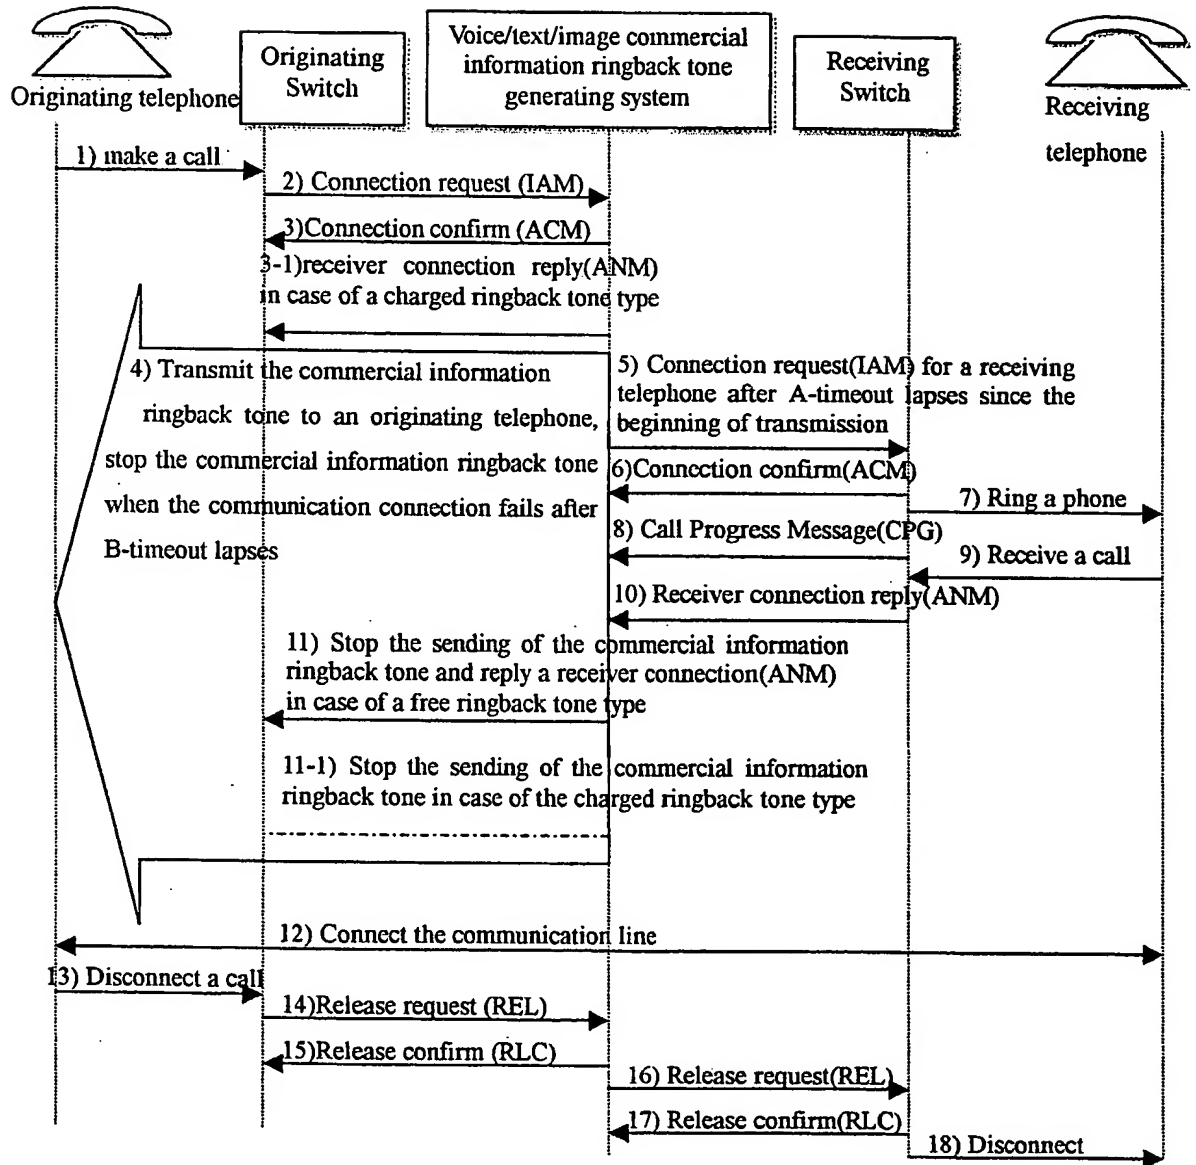 Originating telephone
Originating
Switch
Voice/text/image commercial
information ringback tone
generating system
Receiving
Switch
Receiving
telephone
1) make a call
2) Connection request (IAM)
3)Connection confirm (ACM)
3-1)receiver connection reply(ANM)
in case of a charged ringback tone type
4) Transmit the commercial information
ringback tone to an originating telephone,
stop the commercial information ringback tone
when the communication connection fails after
B-timeout lapses
5) Connection request(IAM) for a receiving
telephone after A-timeout lapses since the
beginning of transmission
6)Connection confirm(ACM)
7) Ring a phone
8) Call Progress Message(CPG)
9) Receive a call
10) Receiver connection reply(ANM)
11) Stop the sending of the commercial information
ringback tone and reply a receiver connection(ANM)
in case of a free ringback tone type
11-1) Stop the sending of the commercial information
ringback tone in case of the charged ringback tone type
12) Connect the communication line
13) Disconnect a call
14)Release request (REL)
15)Release confirm (RLC)
16) Release request(REL)
17) Release confirm(RLC)
18) Disconnect